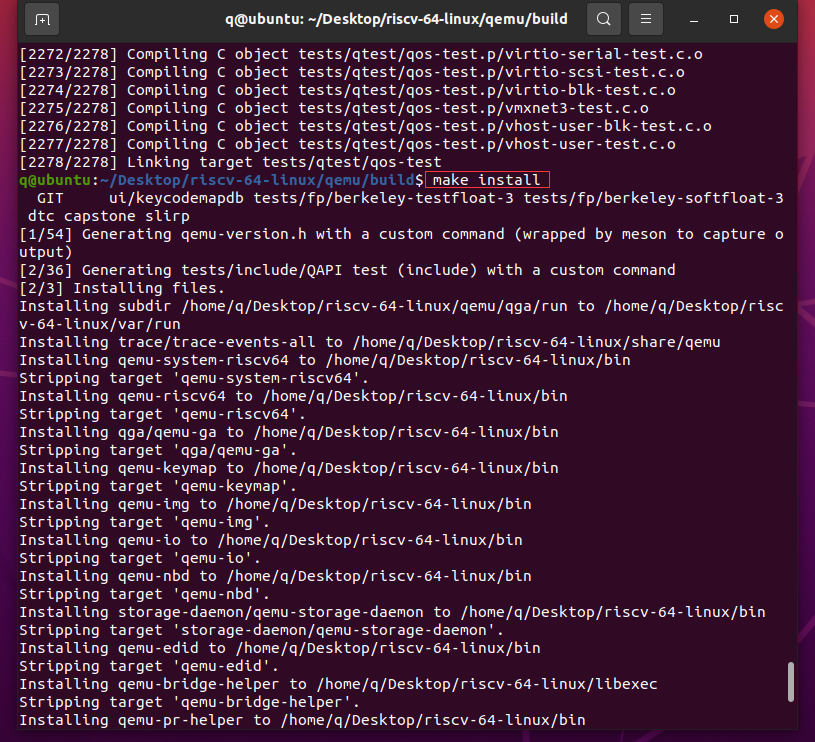 q@ubuntu: ~/Desktop/riscv-64-linux/qemu/build
[2272/2278] Compiling C object tests/qtest/qos-test.p/virtio-serial-test.c.o
[2273/2278] Compiling C object tests/qtest/qos-test.p/virtio-scsi-test.c.o
[2274/2278] Compiling C object tests/qtest/qos-test.p/virtio-blk-test.c.o
[2275/2278] Compiling C object tests/qtest/qos-test.p/vmxnet3-test.c.o
[2276/2278] Compiling C object tests/qtest/qos-test.p/vhost-user-blk-test.c.o
[2277/2278] Compiling C object tests/qtest/qos-test.p/vhost-user-test.c.o
[2278/2278] Linking target tests/qtest/qos-test
q@ubuntu:~/Desktop/riscv-64-linux/qemu/build$ make install
  GIT     ui/keycodemapdb tests/fp/berkeley-testfloat-3 tests/fp/berkeley-softfloat-3
 dtc capstone slirp
[1/54] Generating qemu-version.h with a custom command (wrapped by meson to capture o
utput)
[2/36] Generating tests/include/QAPI test (include) with a custom command
[2/3] Installing files.
Installing subdir /home/q/Desktop/riscv-64-linux/qemu/qga/run to /home/q/Desktop/risc
v-64-linux/var/run
Installing trace/trace-events-all to /home/q/Desktop/riscv-64-linux/share/qemu
Installing qemu-system-riscv64 to /home/q/Desktop/riscv-64-linux/bin
Stripping target 'qemu-system-riscv64'.
Installing qemu-riscv64 to /home/q/Desktop/riscv-64-linux/bin
Stripping target 'qemu-riscv64'.
Installing qga/qemu-ga to /home/q/Desktop/riscv-64-linux/bin
Stripping target 'qga/qemu-ga'.
Installing qemu-keymap to /home/q/Desktop/riscv-64-linux/bin
Stripping target 'qemu-keymap'.
Installing qemu-img to /home/q/Desktop/riscv-64-linux/bin
Stripping target 'qemu-img'.
Installing qemu-io to /home/q/Desktop/riscv-64-linux/bin
Stripping target 'qemu-io'.
Installing qemu-nbd to /home/q/Desktop/riscv-64-linux/bin
Stripping target 'qemu-nbd'.
Installing storage-daemon/qemu-storage-daemon to /home/q/Desktop/riscv-64-linux/bin
Stripping target 'storage-daemon/qemu-storage-daemon'.
Installing qemu-edid to /home/q/Desktop/riscv-64-linux/bin
Stripping target 'qemu-edid'.
Installing qemu-bridge-helper to /home/q/Desktop/riscv-64-linux/libexec
Stripping target 'qemu-bridge-helper'.
Installing qemu-pr-helper to /home/q/Desktop/riscv-64-linux/bin